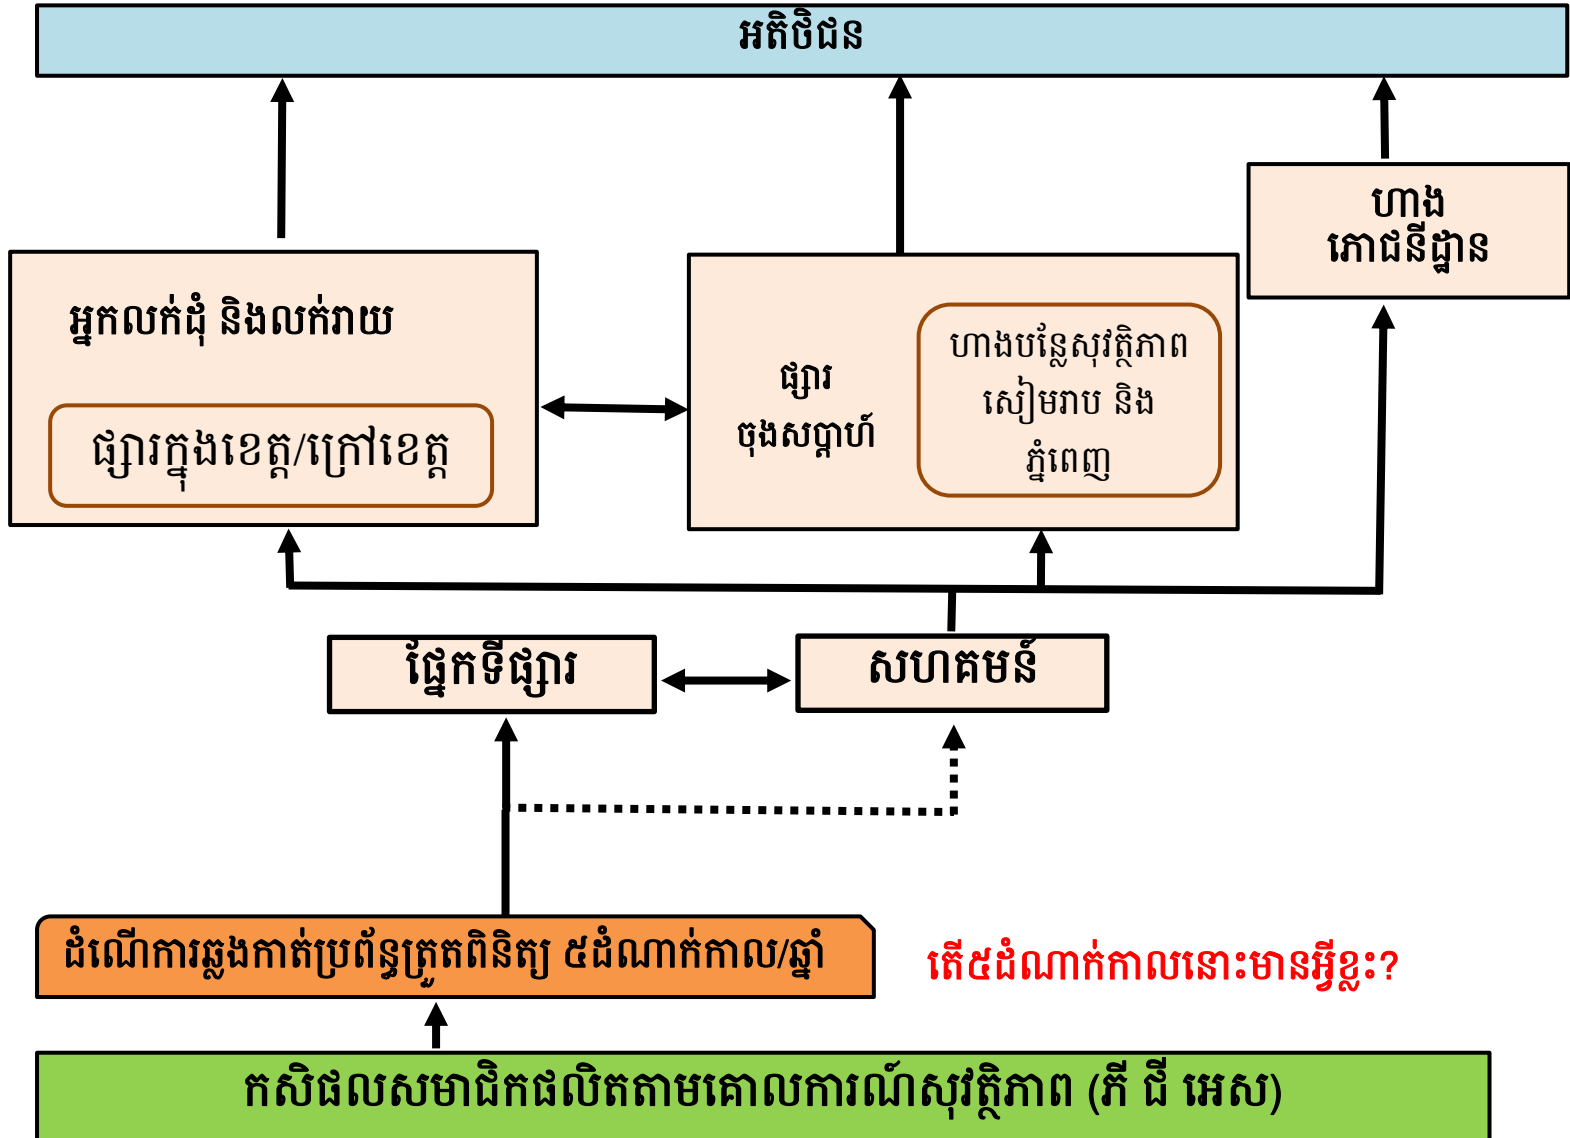 អតិថិជន
ហាង
ភោជនីដ្ឋាន
អ្នកលក់ដុំ និងលក់រាយ
ផ្សារក្នុងខេត្ត/ក្រៅខេត្ត
ផ្សារ
ចុងសប្តាហ៍
ហាងបន្លែសុវត្ថិភាព
សៀមរាប និង
ភ្នំពេញ
ផ្នែកទីផ្សារ
សហគមន៍
ដំណើការឆ្លងកាត់ប្រព័ន្ធត្រួតពិនិត្យ ៥ដំណាក់កាល/ឆ្នាំ
តើ៥ដំណាក់កាលនោះមានអ្វីខ្លះ?
កសិផលសមាជិកផលិតតាមគោលការណ៍សុវត្ថិភាព (ភី ជី អេស)